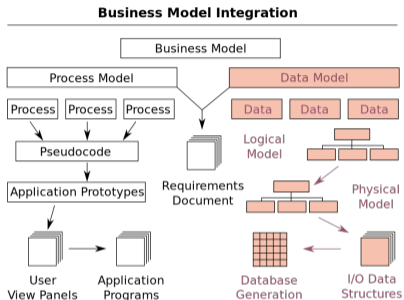 Business Model Integration
Business Model
Process Model
Data Model
Process
Process
Process
Data
Data
Data
Pseudocode
Logical
Model
Application Prototypes
Requirements
Document
Physical
Model
User
View Panels
Application
Programs
Database
Generation
I/O Data
Structures